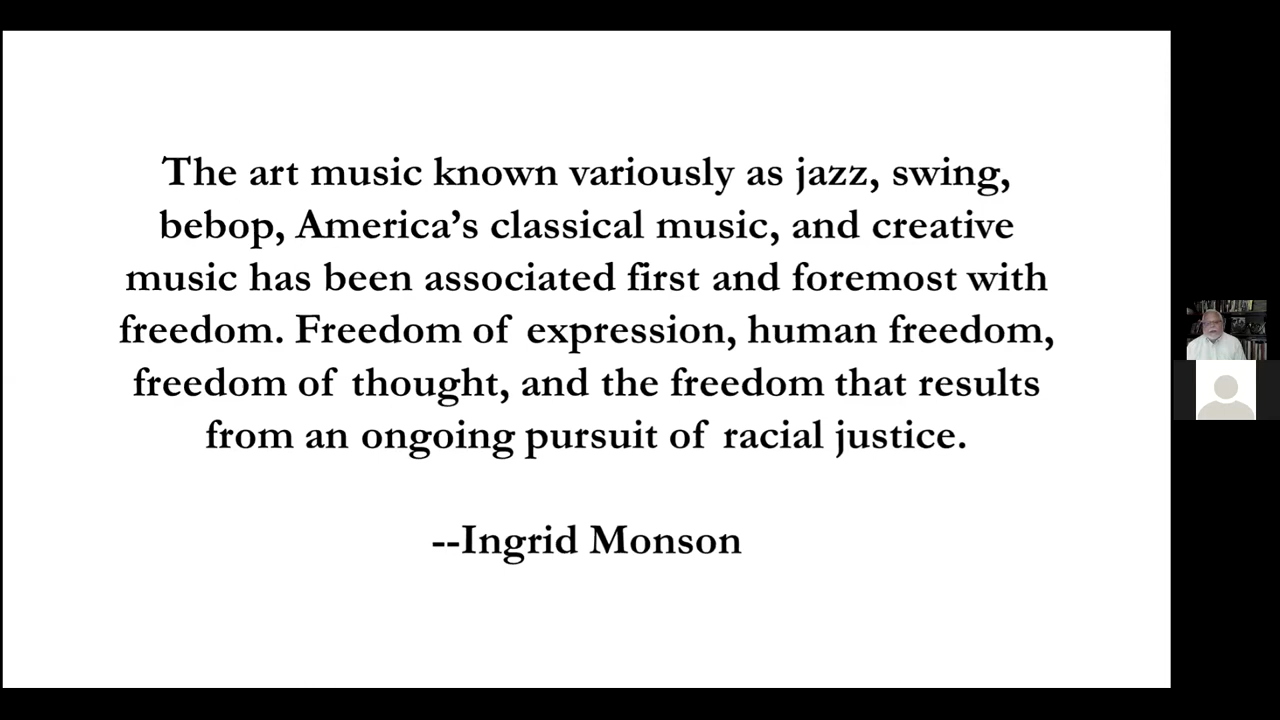 The art music known variously as jazz, swing,
bebop, America’s classical music, and creative
music has been associated first and foremost with
freedom. Freedom of expression, human freedom,
freedom of thought, and the freedom that results
from an ongoing pursuit of racial justice.
--Ingrid Monson